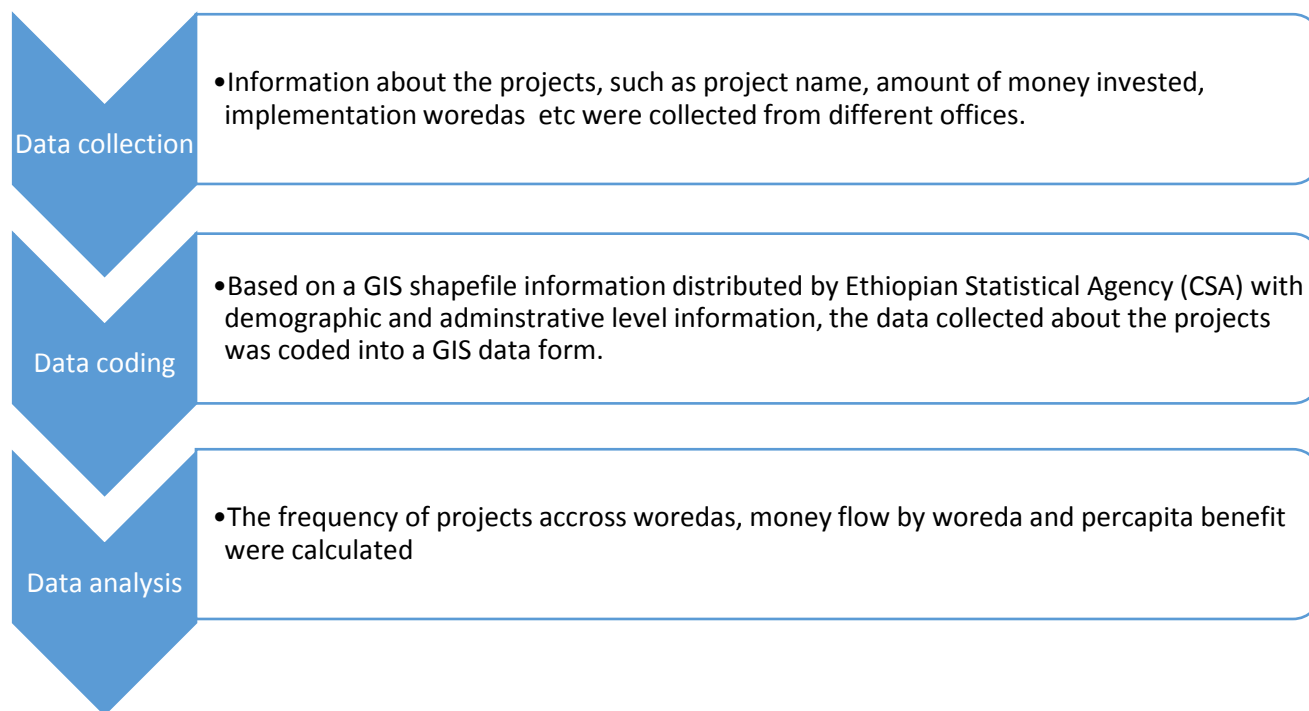 Data collection
•Information about the projects, such as project name, amount of money invested,
implementation woredas  etc were collected from different offices.
Data coding
•Based on a GIS shapefile information distributed by Ethiopian Statistical Agency (CSA) with
demographic and adminstrative level information, the data collected about the projects
was coded into a GIS data form.
Data analysis
•The frequency of projects accross woredas, money flow by woreda and percapita benefit
were calculated